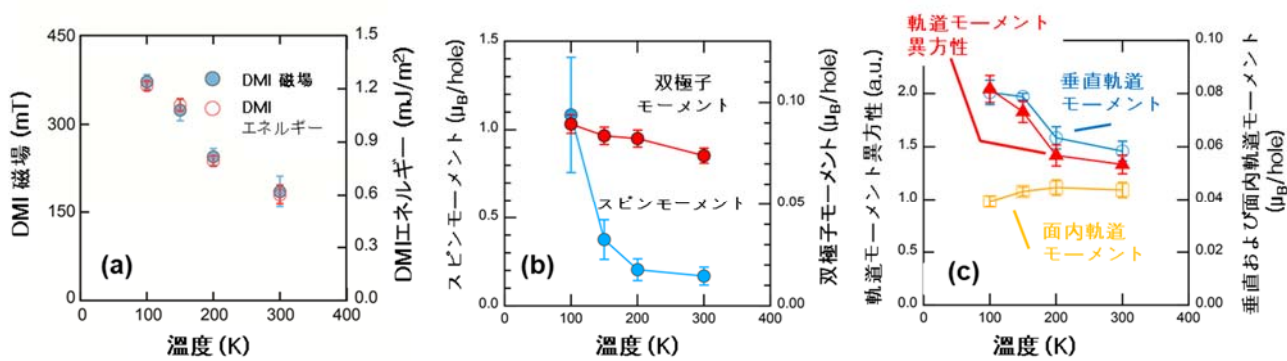 DMI 磁場 (mT)
450
300
150
0
DMI 磁場
DMI
エネルギー
(a)
1.5
1.2
0.9
0.6
0.3
0.0
DMIエネルギー (mJ/m²)
0
100
200
300
400
温度 (K)
スピンモーメント (μB/hole)
1.5
1.0
0.5
0.0
双極子
モーメント
スピンモーメント
(b)
0.10
0.05
0.00
双極子モーメント (μB/hole)
0
100
200
300
400
温度 (K)
軌道モーメント異方性 (a.u.)
2.0
1.5
1.0
0.5
0.0
軌道モーメント
異方性
垂直軌道
モーメント
面内軌道
モーメント
(c)
0.10
0.08
0.06
0.04
0.02
0.00
垂直および面内軌道モーメント
(μB/hole)
0
100
200
300
400
温度 (K)